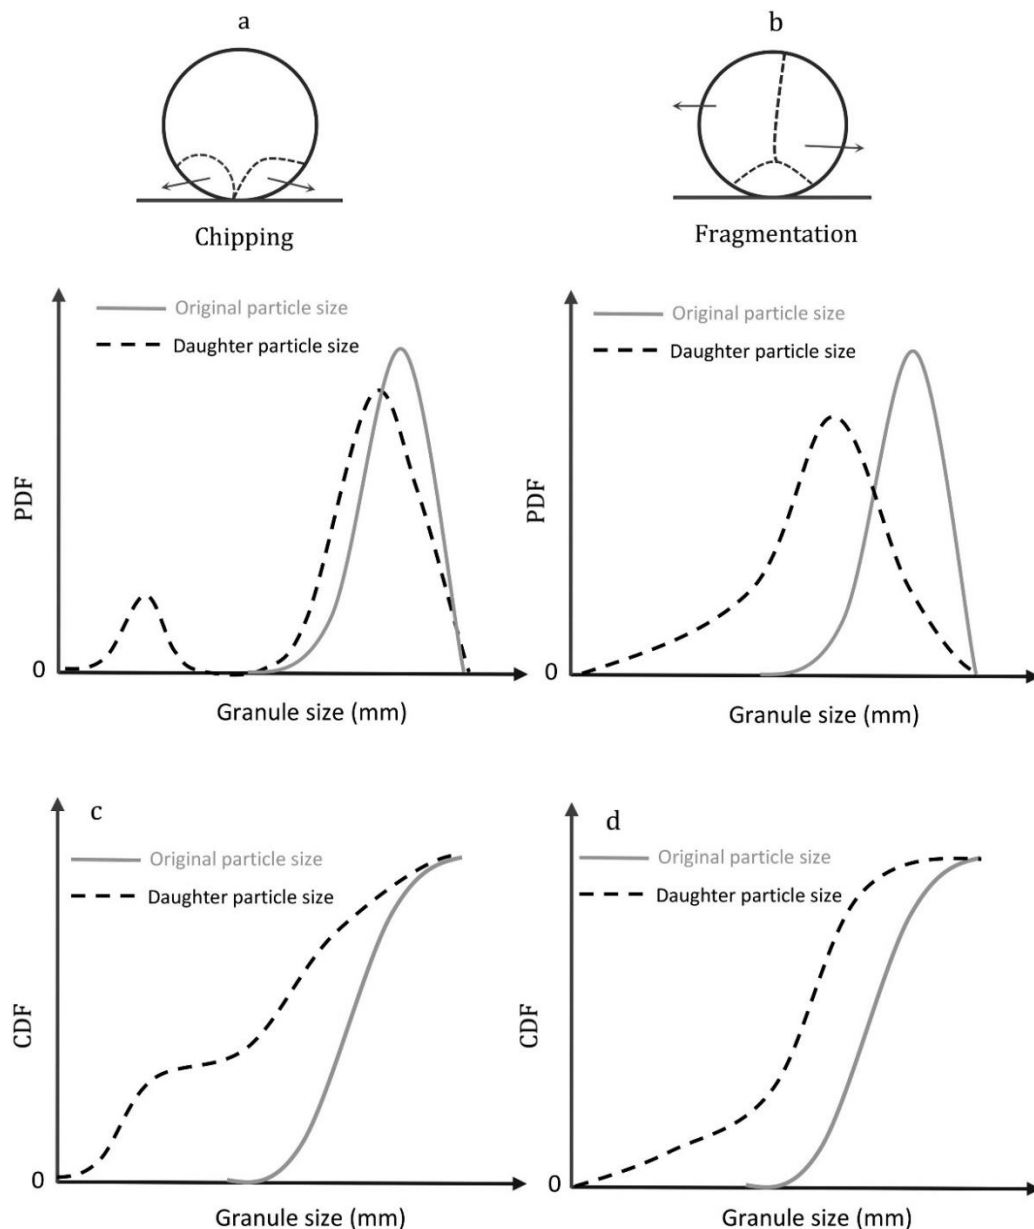 a
b
Chipping
Fragmentation
Original particle size
Daughter particle size
PDF
0
Granule size (mm)
Original particle size
Daughter particle size
PDF
0
Granule size (mm)
c
Original particle size
Daughter particle size
CDF
0
Granule size (mm)
d
Original particle size
Daughter particle size
CDF
0
Granule size (mm)